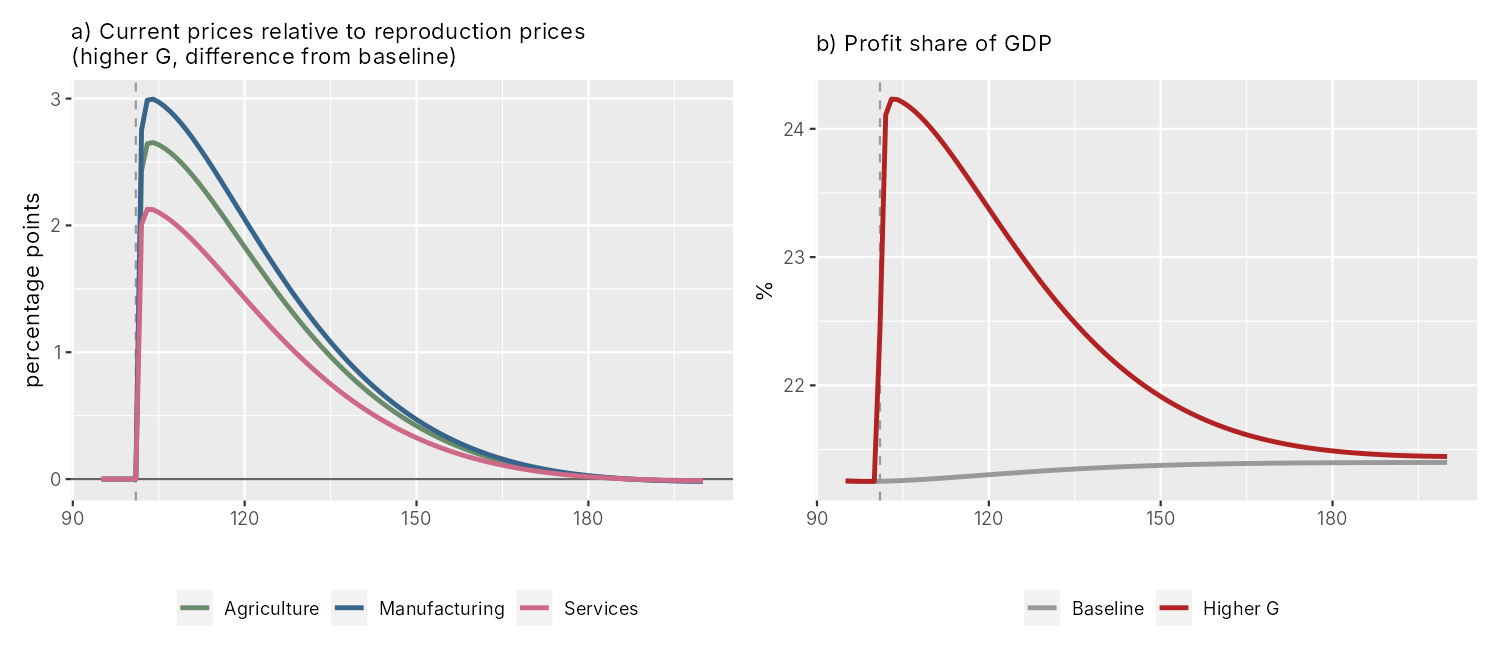 a) Current prices relative to reproduction prices
(higher G, difference from baseline)
percentage points
3
2
1
0
90
120
150
180
Agriculture
Manufacturing
Services
b) Profit share of GDP
%
24
23
22
90
120
150
180
Baseline
Higher G